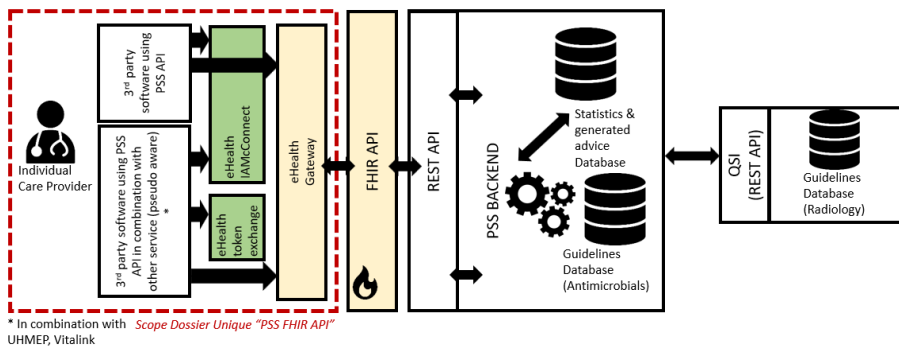 Individual
Care Provider
3rd party
software using
PSS API
3rd party software using PSS
API in combination with
other service (pseudo aware)
*
eHealth
IAMcConnect
eHealth
token
exchange
eHealth
Gateway
FHIR API
REST API
PSS BACKEND
Statistics &
generated
advice
Database
Guidelines
Database
(Antimicrobials)
QSI
(REST API)
Guidelines
Database
(Radiology)
* In combination with
UHMEP, Vitalink
Scope Dossier Unique “PSS FHIR API”